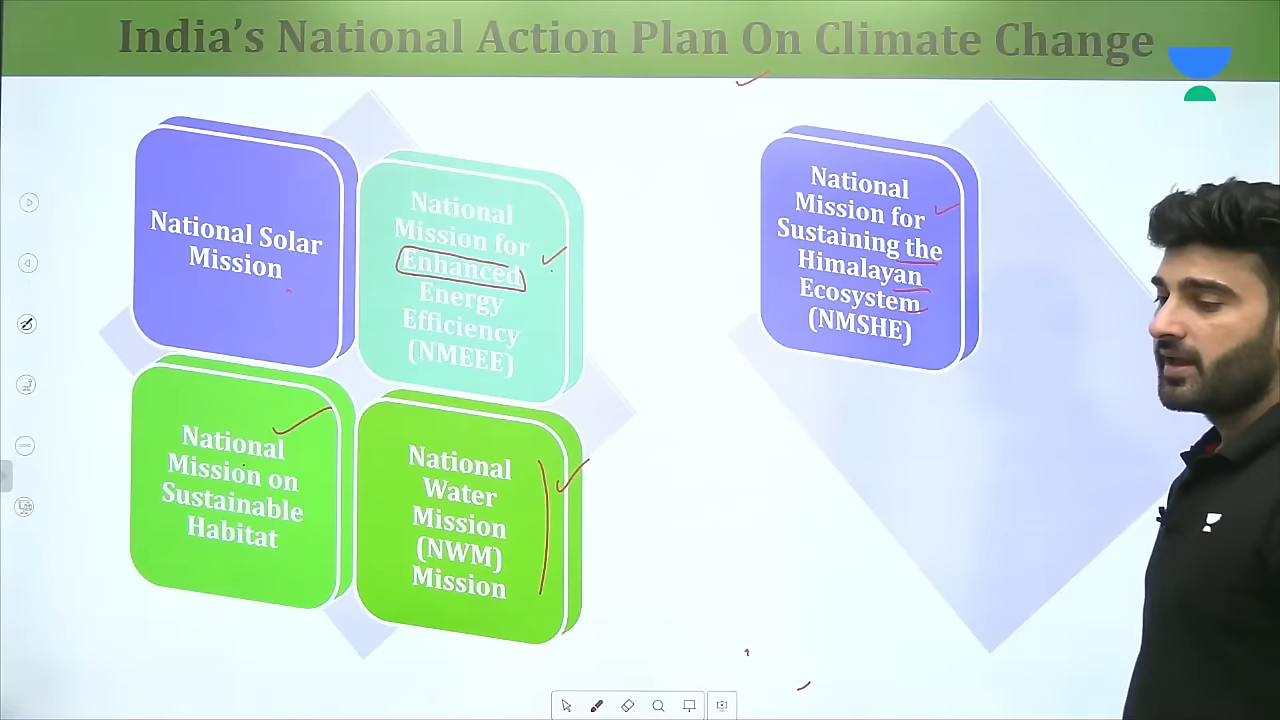 India's National Action Plan On Climate Change
National Solar
Mission
National
Mission for
Enhanced
Energy
Efficiency
(NMEEE)
National
Mission on
Sustainable
Habitat
National
Water
Mission
(NWM)
Mission
National
Mission for
Sustaining the
Himalayan
Ecosystem
(NMSHE)